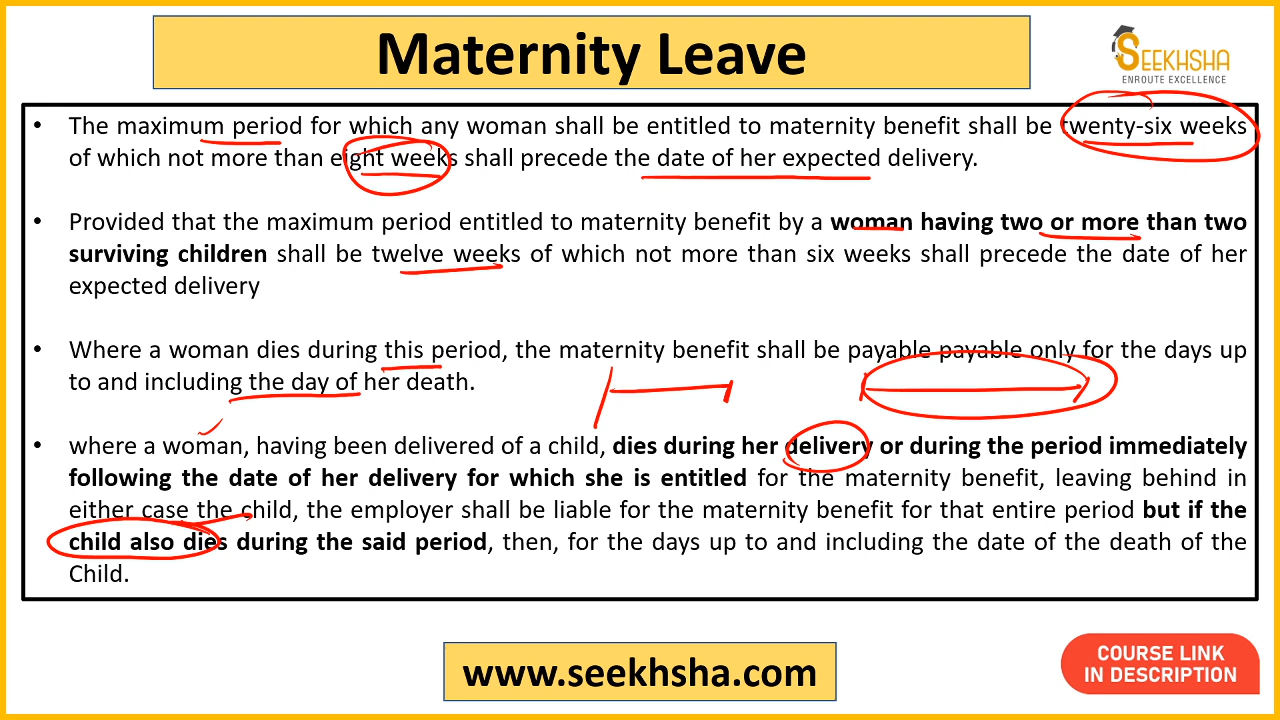 Maternity Leave
SEEKHSHA
ENROUTE EXCELLENCE
• The maximum period for which any woman shall be entitled to maternity benefit shall be twenty-six weeks
of which not more than eight weeks shall precede the date of her expected delivery.
• Provided that the maximum period entitled to maternity benefit by a woman having two or more than two
surviving children shall be twelve weeks of which not more than six weeks shall precede the date of her
expected delivery
• Where a woman dies during this period, the maternity benefit shall be payable payable only for the days up
to and including the day of her death.
• where a woman, having been delivered of a child, dies during her delivery or during the period immediately
following the date of her delivery for which she is entitled for the maternity benefit, leaving behind in
either case the child, the employer shall be liable for the maternity benefit for that entire period but if the
child also dies during the said period, then, for the days up to and including the date of the death of the
Child.
www.seekhsha.com
COURSE LINK
IN DESCRIPTION